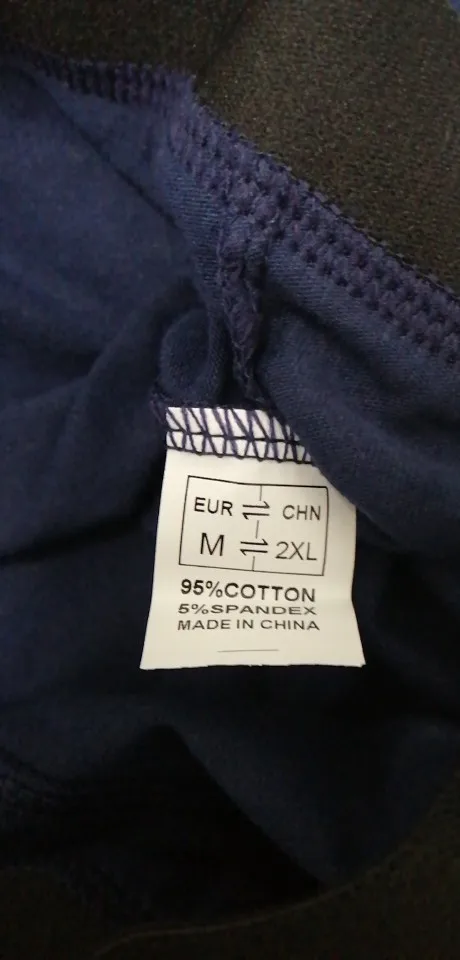 EUR ⇌ CHN
M ⇌ 2XL
95%COTTON
5%SPANDEX
MADE IN CHINA